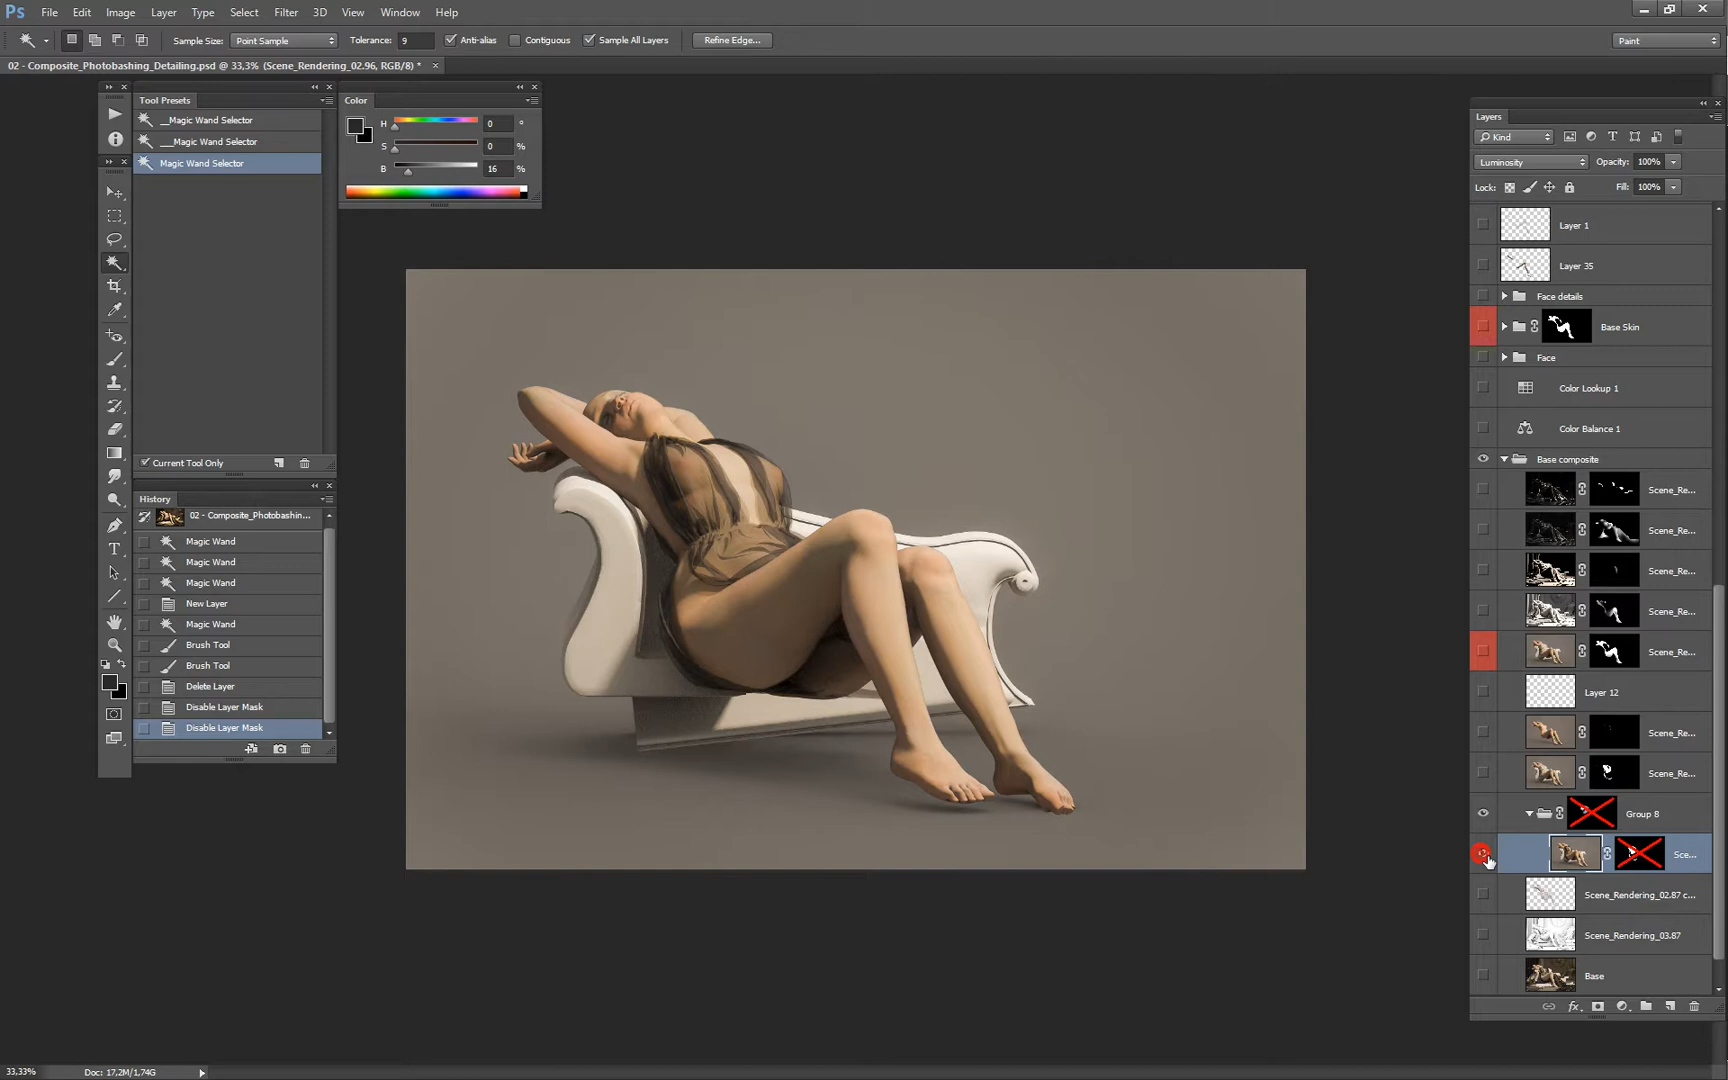 Ps File Edit Image Layer Type Select Filter 3D View Window Help
Sample Size: Point Sample Tolerance: 9 Anti-alias Contiguous Sample All Layers Refine Edge... Paint
02 - Composite_Photobashing_Detailing.psd @ 33,3% (Scene_Rendering_02.96, RGB/8) *
Tool Presets
__Magic Wand Selector
___Magic Wand Selector
Magic Wand Selector
Current Tool Only
Color
H 0 °
S 0 %
B 16 %
History
02 - Composite_Photobashin...
Magic Wand
Magic Wand
Magic Wand
New Layer
Magic Wand
Brush Tool
Brush Tool
Delete Layer
Disable Layer Mask
Disable Layer Mask
Layers
Kind
Luminosity Opacity: 100%
Lock: Fill: 100%
Layer 1
Layer 35
Face details
Base Skin
Face
Color Lookup 1
Color Balance 1
Base composite
Scene_Re...
Scene_Re...
Scene_Re...
Scene_Re...
Scene_Re...
Layer 12
Scene_Re...
Scene_Re...
Group 8
Sce...
Scene_Rendering_02.87 c...
Scene_Rendering_03.87
Base
33,33% Doc: 17,2M/1,74G